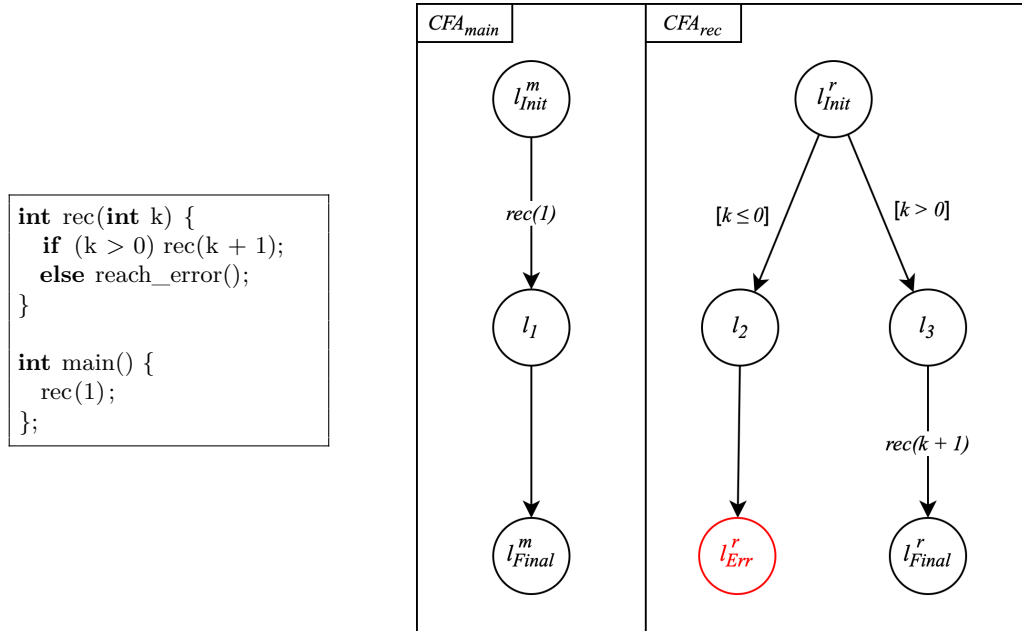 int rec(int k) {
if (k > 0) rec(k + 1);
else reach_error();
}
int main() {
rec(1);
};
CFA_main
l^m_Init
rec(1)
l_1
l^m_Final
CFA_rec
l^r_Init
[k ≤ 0]
[k > 0]
l_2
l_3
rec(k + 1)
l^r_Err
l^r_Final